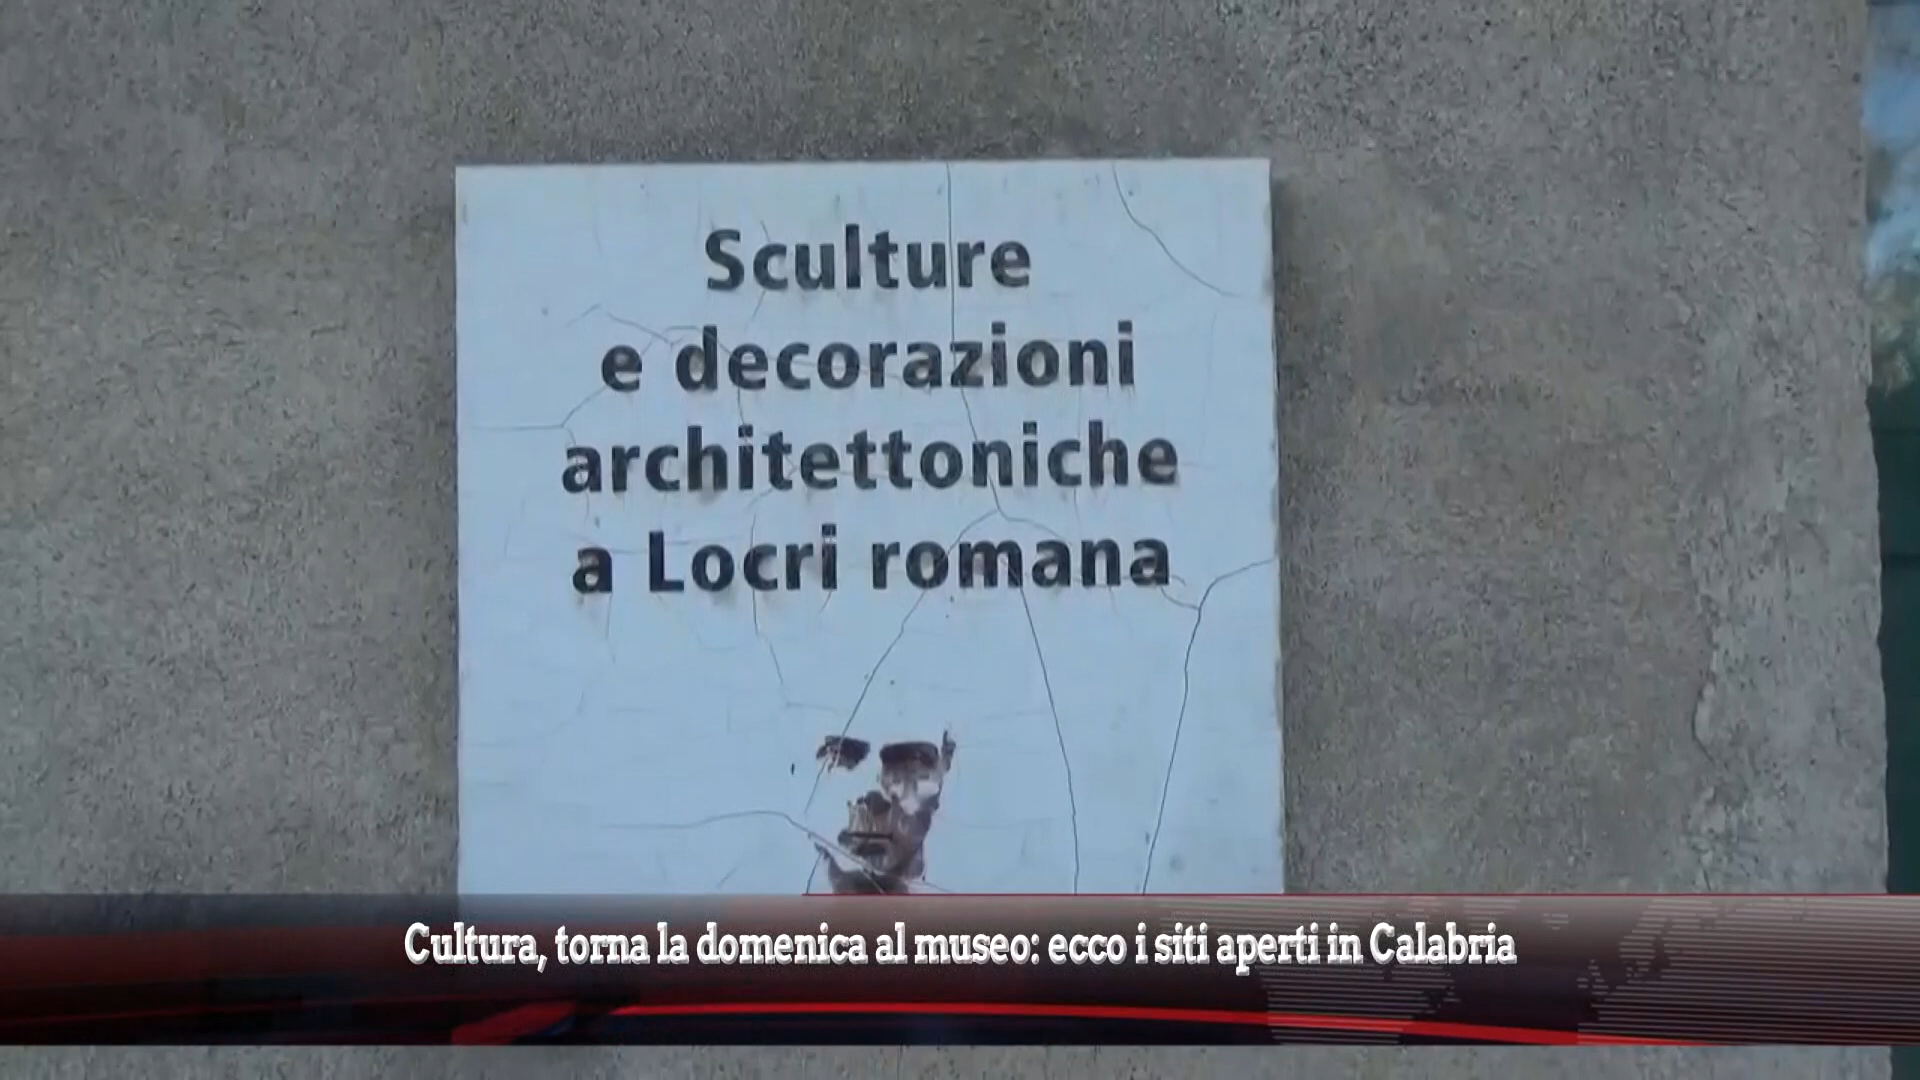 Sculture
e decorazioni
architettoniche
a Locri romana
Cultura, torna la domenica al museo: ecco i siti aperti in Calabria